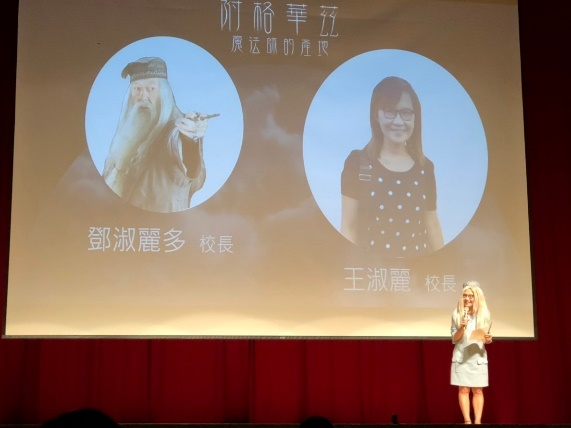 附格華茲
魔法師的產地
鄧淑麗多 校長
王淑麗 校長